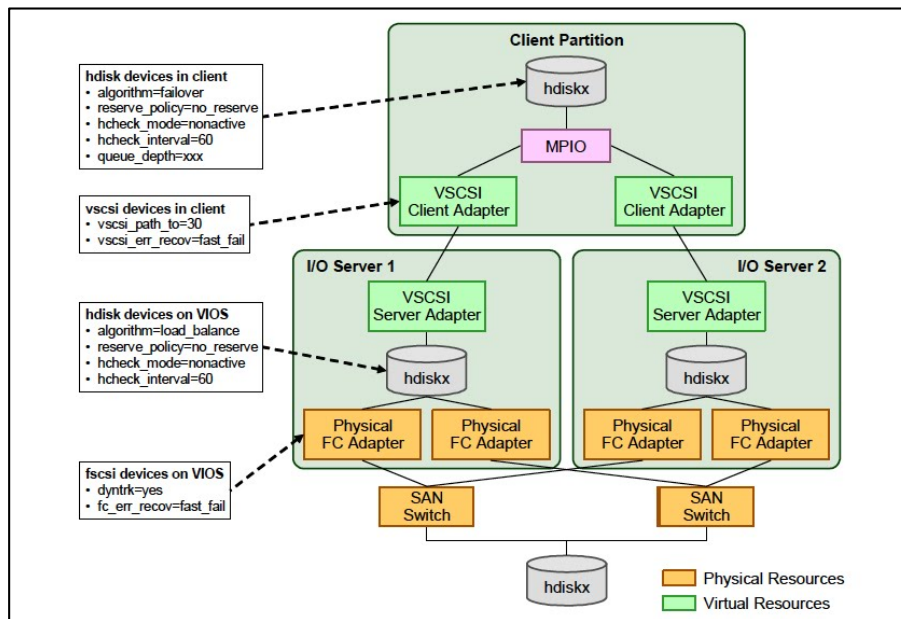 Client Partition
hdiskx
MPIO
VSCSI
Client Adapter
VSCSI
Client Adapter
hdisk devices in client
• algorithm=failover
• reserve_policy=no_reserve
• hcheck_mode=nonactive
• hcheck_interval=60
• queue_depth=xxx
vscsi devices in client
• vscsi_path_to=30
• vscsi_err_recov=fast_fail
I/O Server 1
VSCSI
Server Adapter
hdiskx
Physical
FC Adapter
Physical
FC Adapter
I/O Server 2
VSCSI
Server Adapter
hdiskx
Physical
FC Adapter
Physical
FC Adapter
hdisk devices on VIOS
• algorithm=load_balance
• reserve_policy=no_reserve
• hcheck_mode=nonactive
• hcheck_interval=60
fscsi devices on VIOS
• dyntrk=yes
• fc_err_recov=fast_fail
SAN
Switch
SAN
Switch
hdiskx
Physical Resources
Virtual Resources